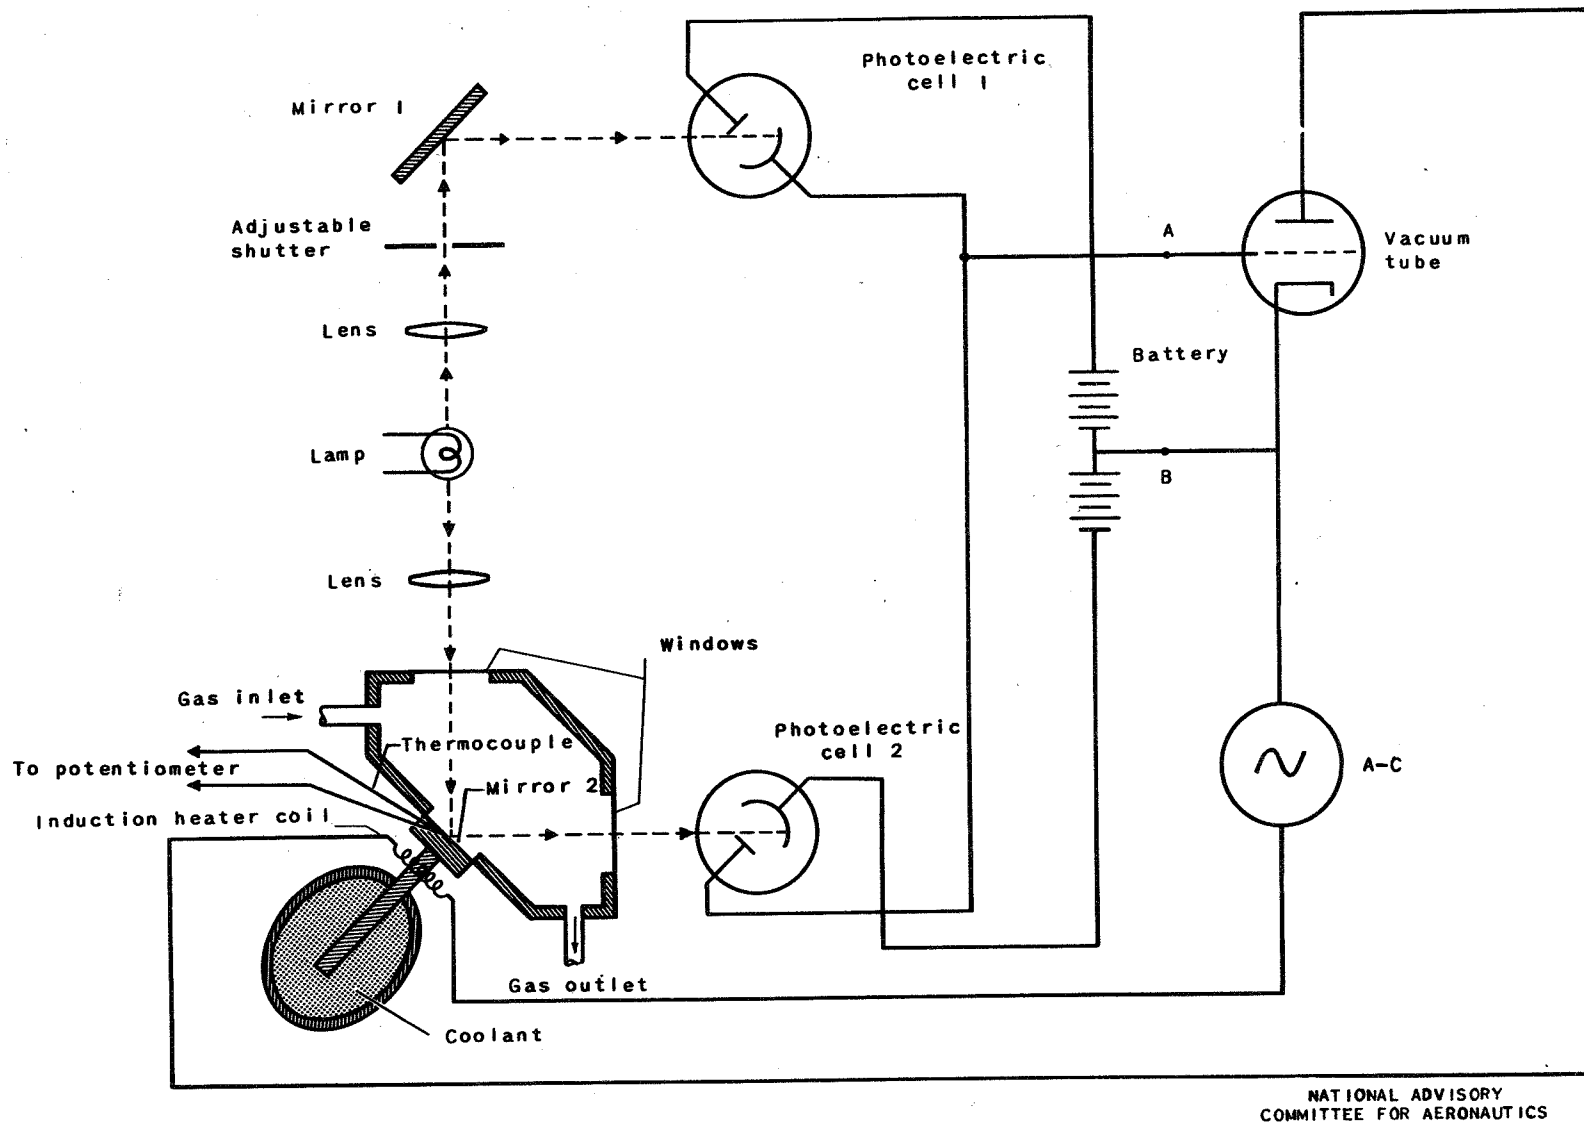 Photoelectric
cell 1
Mirror 1
Adjustable
shutter
A
Vacuum
tube
Lens
Battery
Lamp
B
Lens
Windows
Gas inlet
Photoelectric
cell 2
Thermocouple
To potentiometer
A-C
Mirror 2
Induction heater coil
Gas outlet
Coolant
NATIONAL ADVISORY
COMMITTEE FOR AERONAUTICS